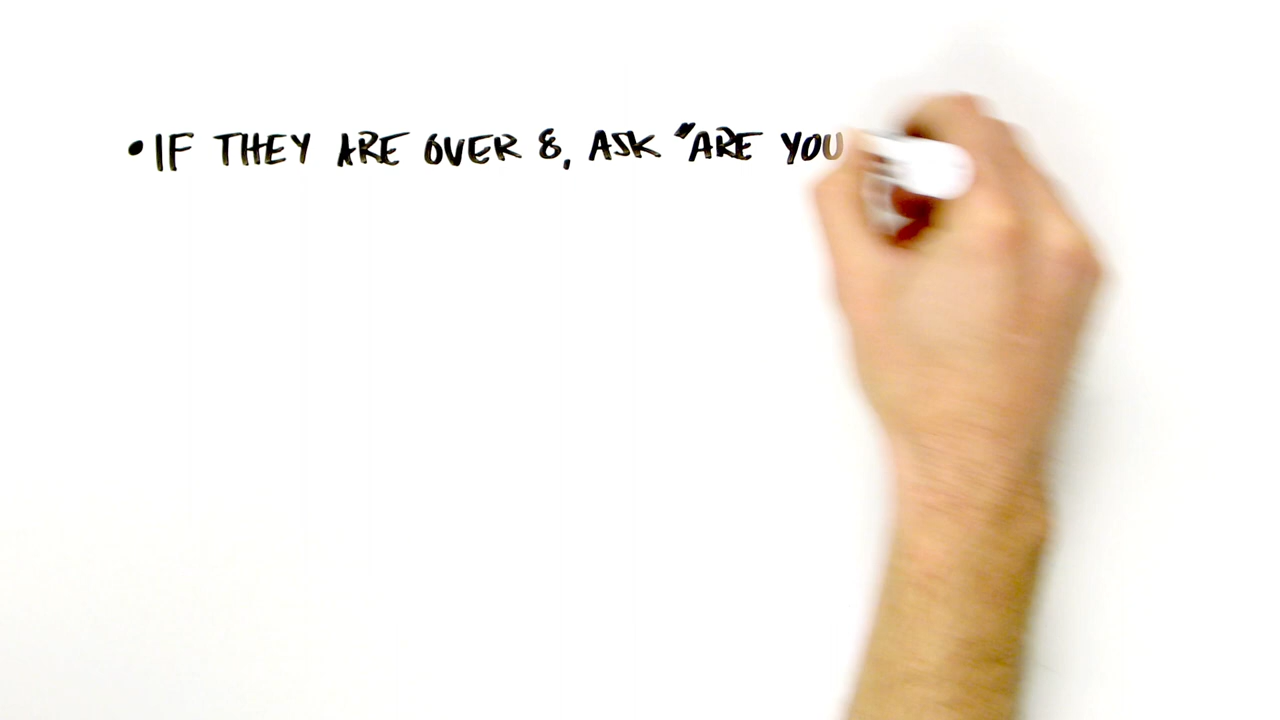 •IF THEY ARE OVER 8, ASK "ARE YOU